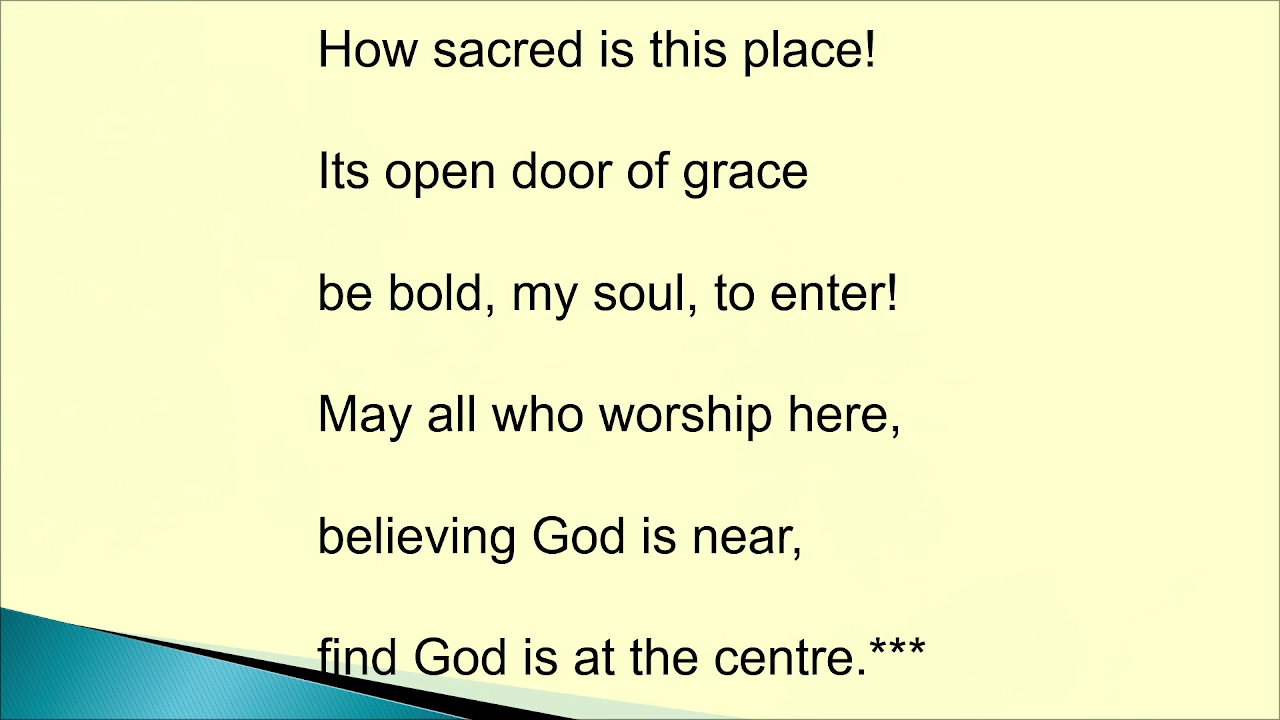 How sacred is this place!
Its open door of grace
be bold, my soul, to enter!
May all who worship here,
believing God is near,
find God is at the centre.***